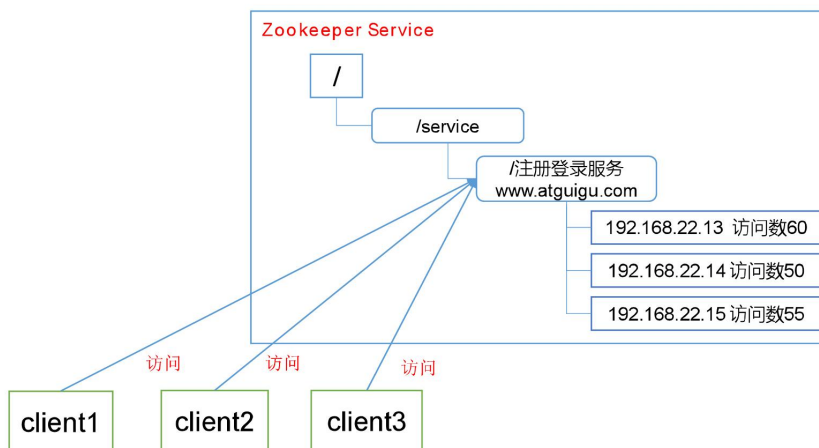 Zookeeper Service
/
/service
/注册登录服务
www.atguigu.com
192.168.22.13 访问数60
192.168.22.14 访问数50
192.168.22.15 访问数55
访问
访问
访问
client1
client2
client3